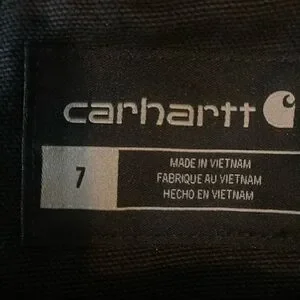 carhartt
7
MADE IN VIETNAM
FABRIQUE AU VIETNAM
HECHO EN VIETNAM